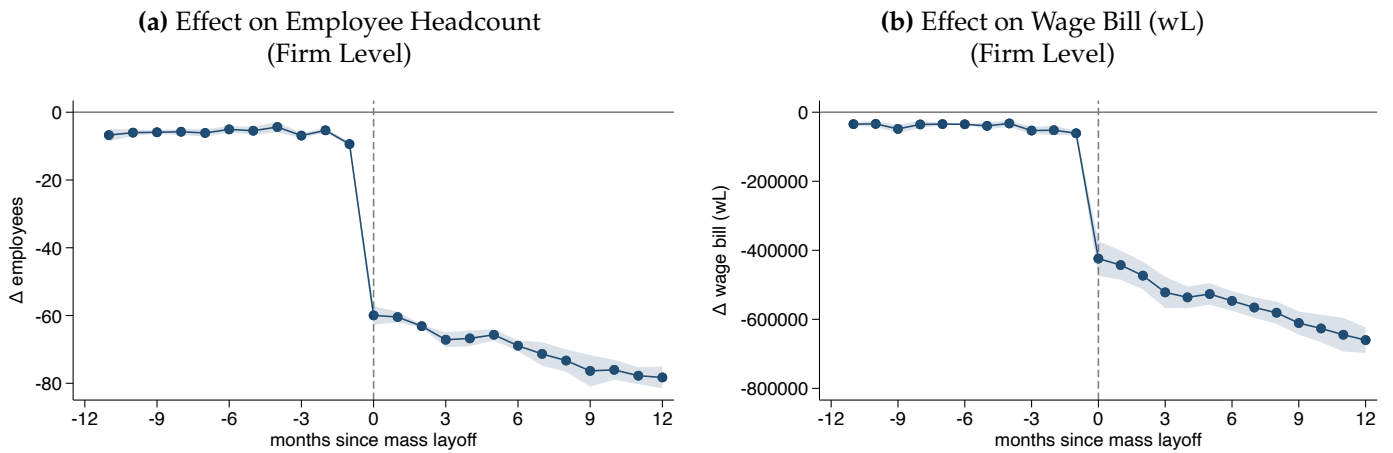 (a) Effect on Employee Headcount
(Firm Level)
0
-20
-40
-60
-80
Δ employees
-12 -9 -6 -3 0 3 6 9 12
months since mass layoff
(b) Effect on Wage Bill (wL)
(Firm Level)
0
-200000
-400000
-600000
-800000
Δ wage bill (wL)
-12 -9 -6 -3 0 3 6 9 12
months since mass layoff